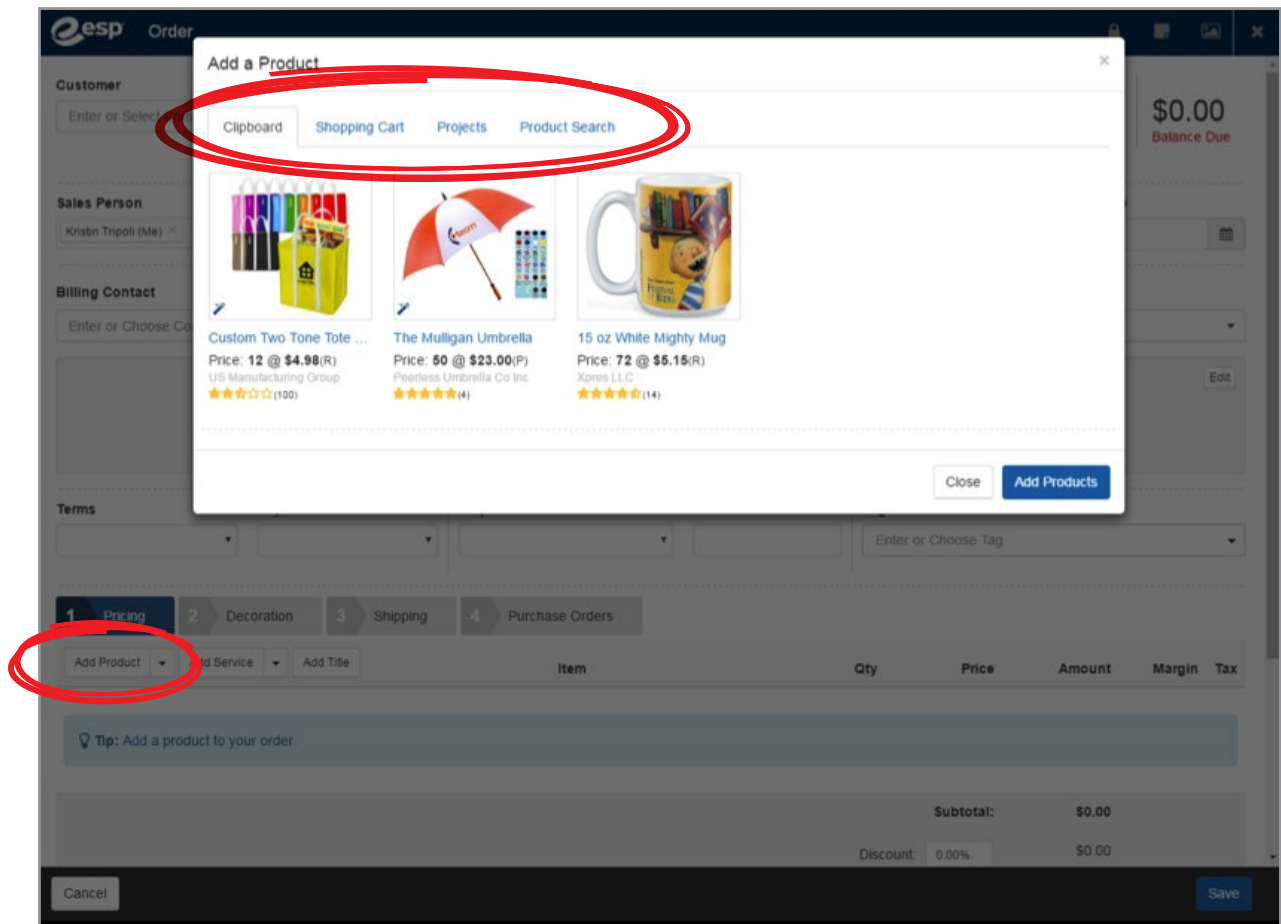 esp Order
Add a Product ×
Customer
Enter or Select
Clipboard Shopping Cart Projects Product Search
$0.00
Balance Due
Sales Person
Kristin Tripoli (Me) ×
Billing Contact
Enter or Choose Co
team
Custom Two Tone Tote ... The Mulligan Umbrella 15 oz White Mighty Mug
Price: 12 @ $4.98(R) Price: 50 @ $23.00(P) Price: 72 @ $5.15(R)
US Manufacturing Group Peerless Umbrella Co Inc Xpres LLC
(100) (4) (14)
Edit
Close Add Products
Terms
Enter or Choose Tag
1 Pricing 2 Decoration 3 Shipping 4 Purchase Orders
Add Product Add Service Add Title Item Qty Price Amount Margin Tax
Tip: Add a product to your order.
Subtotal: $0.00
Discount: 0.00% $0.00
Cancel Save